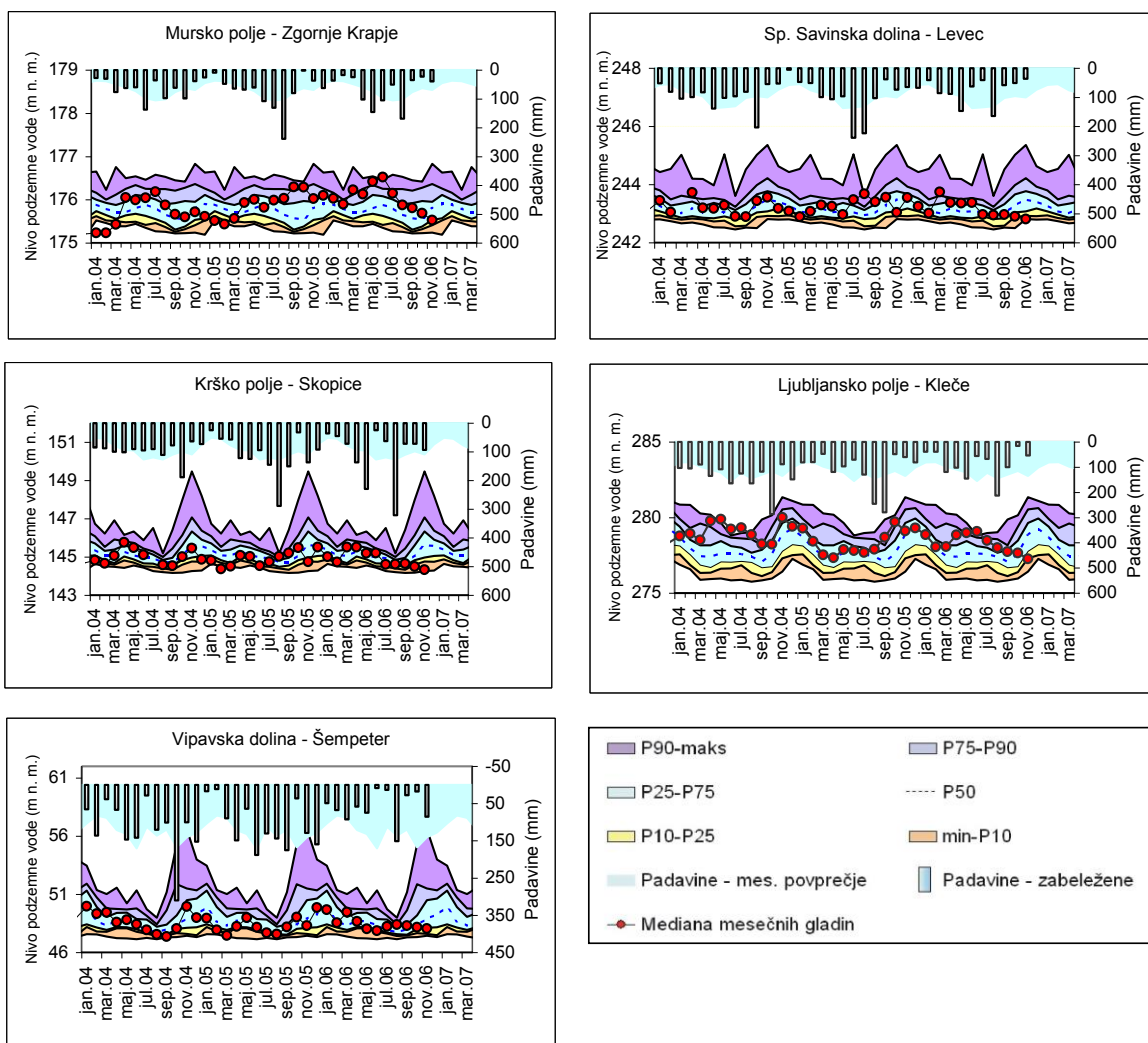 Mursko polje - Zgornje Krapje
Nivo podzemne vode (m n. m.)
179
178
177
176
175
0
100
200
300
400
500
600
Padavine (mm)
jan.04
mar.04
maj.04
jul.04
sep.04
nov.04
jan.05
mar.05
maj.05
jul.05
sep.05
nov.05
jan.06
mar.06
maj.06
jul.06
sep.06
nov.06
jan.07
mar.07
Sp. Savinska dolina - Levec
Nivo podzemne vode (m n. m.)
248
246
244
242
0
100
200
300
400
500
600
Padavine (mm)
jan.04
mar.04
maj.04
jul.04
sep.04
nov.04
jan.05
mar.05
maj.05
jul.05
sep.05
nov.05
jan.06
mar.06
maj.06
jul.06
sep.06
nov.06
jan.07
mar.07
Krško polje - Skopice
Nivo podzemne vode (m n. m.)
151
149
147
145
143
0
100
200
300
400
500
600
Padavine (mm)
jan.04
mar.04
maj.04
jul.04
sep.04
nov.04
jan.05
mar.05
maj.05
jul.05
sep.05
nov.05
jan.06
mar.06
maj.06
jul.06
sep.06
nov.06
jan.07
mar.07
Ljubljansko polje - Kleče
Nivo podzemne vode (m n. m.)
285
280
275
0
100
200
300
400
500
600
Padavine (mm)
jan.04
mar.04
maj.04
jul.04
sep.04
nov.04
jan.05
mar.05
maj.05
jul.05
sep.05
nov.05
jan.06
mar.06
maj.06
jul.06
sep.06
nov.06
jan.07
mar.07
Vipavska dolina - Šempeter
Nivo podzemne vode (m n. m.)
61
56
51
46
-50
50
150
250
350
450
Padavine (mm)
jan.04
mar.04
maj.04
jul.04
sep.04
nov.04
jan.05
mar.05
maj.05
jul.05
sep.05
nov.05
jan.06
mar.06
maj.06
jul.06
sep.06
nov.06
jan.07
mar.07
P90-maks
P75-P90
P25-P75
P50
P10-P25
min-P10
Padavine - mes. povprečje
Padavine - zabeležene
Mediana mesečnih gladin